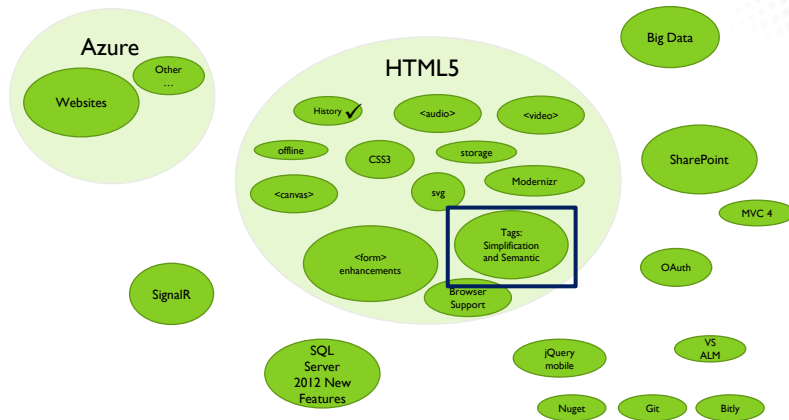 Azure
Other
…
Websites
Big Data
HTML5
History ✓
<audio>
<video>
offline
CSS3
storage
SharePoint
Modernizr
<canvas>
svg
MVC 4
Tags:
Simplification
and Semantic
<form>
enhancements
OAuth
SignalR
Browser
Support
SQL
Server
2012 New
Features
jQuery
mobile
VS
ALM
Nuget
Git
Bitly